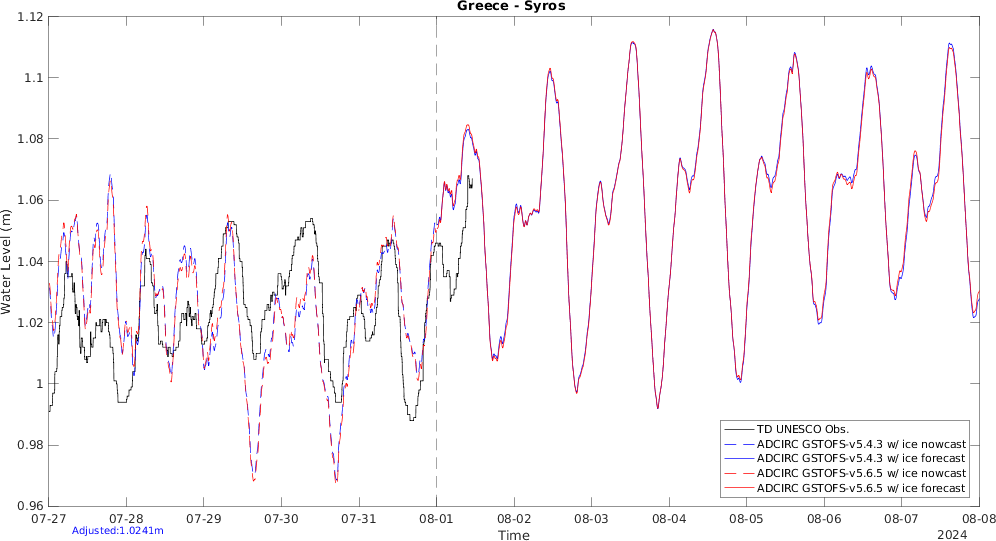 Greece - Syros
Water Level (m)
1.12
1.1
1.08
1.06
1.04
1.02
1
0.98
0.96
TD UNESCO Obs.
ADCIRC GSTOFS-v5.4.3 w/ ice nowcast
ADCIRC GSTOFS-v5.4.3 w/ ice forecast
ADCIRC GSTOFS-v5.6.5 w/ ice nowcast
ADCIRC GSTOFS-v5.6.5 w/ ice forecast
07-27 07-28 07-29 07-30 07-31 08-01 08-02 08-03 08-04 08-05 08-06 08-07 08-08
Adjusted:1.0241m
Time
2024